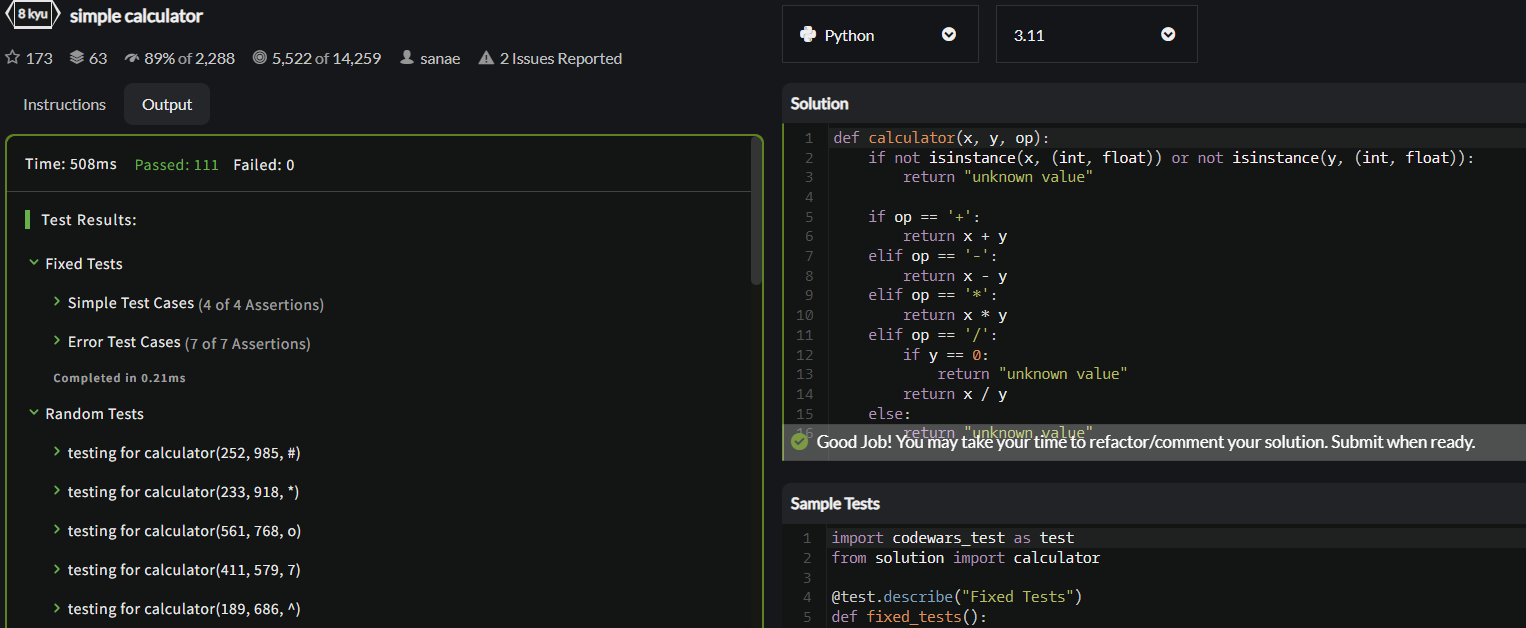 8 kyu simple calculator
173 63 89% of 2,288 5,522 of 14,259 sanae 2 Issues Reported
Instructions Output
Time: 508ms Passed: 111 Failed: 0
Test Results:
Fixed Tests
Simple Test Cases (4 of 4 Assertions)
Error Test Cases (7 of 7 Assertions)
Completed in 0.21ms
Random Tests
testing for calculator(252, 985, #)
testing for calculator(233, 918, *)
testing for calculator(561, 768, o)
testing for calculator(411, 579, 7)
testing for calculator(189, 686, ^)
Python 3.11
Solution
1 def calculator(x, y, op):
2     if not isinstance(x, (int, float)) or not isinstance(y, (int, float)):
3         return "unknown value"
4
5     if op == '+':
6         return x + y
7     elif op == '-':
8         return x - y
9     elif op == '*':
10         return x * y
11     elif op == '/':
12         if y == 0:
13             return "unknown value"
14         return x / y
15     else:
16         return "unknown value"
Good Job! You may take your time to refactor/comment your solution. Submit when ready.
Sample Tests
1 import codewars_test as test
2 from solution import calculator
3
4 @test.describe("Fixed Tests")
5 def fixed_tests():